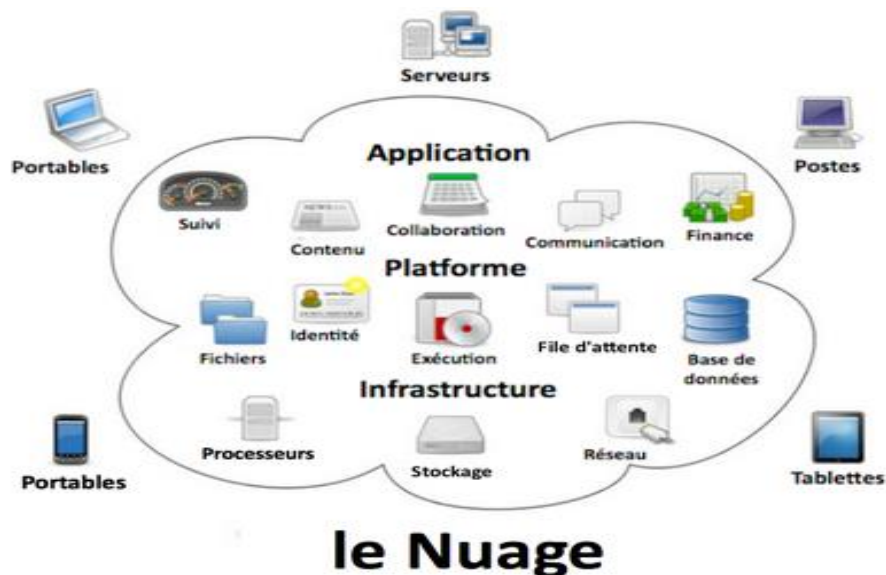 Serveurs
Portables
Postes
Application
Suivi
Contenu
Collaboration
Communication
Finance
Platforme
Fichiers
Identité
Exécution
File d'attente
Base de
données
Infrastructure
Processeurs
Stockage
Réseau
Portables
Tablettes
le Nuage